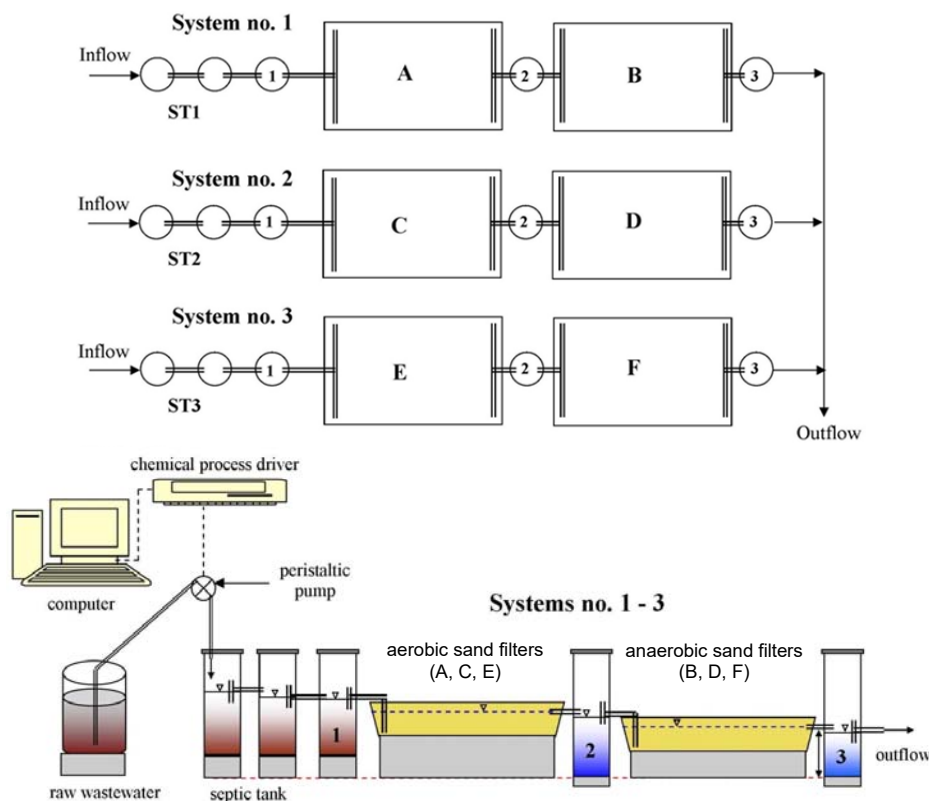 System no. 1
Inflow
1
A
2
B
3
ST1
System no. 2
Inflow
1
C
2
D
3
ST2
System no. 3
Inflow
1
E
2
F
3
ST3
Outflow
chemical process driver
peristaltic
pump
computer
Systems no. 1 - 3
aerobic sand filters
(A, C, E)
anaerobic sand filters
(B, D, F)
1
2
3
outflow
raw wastewater
septic tank